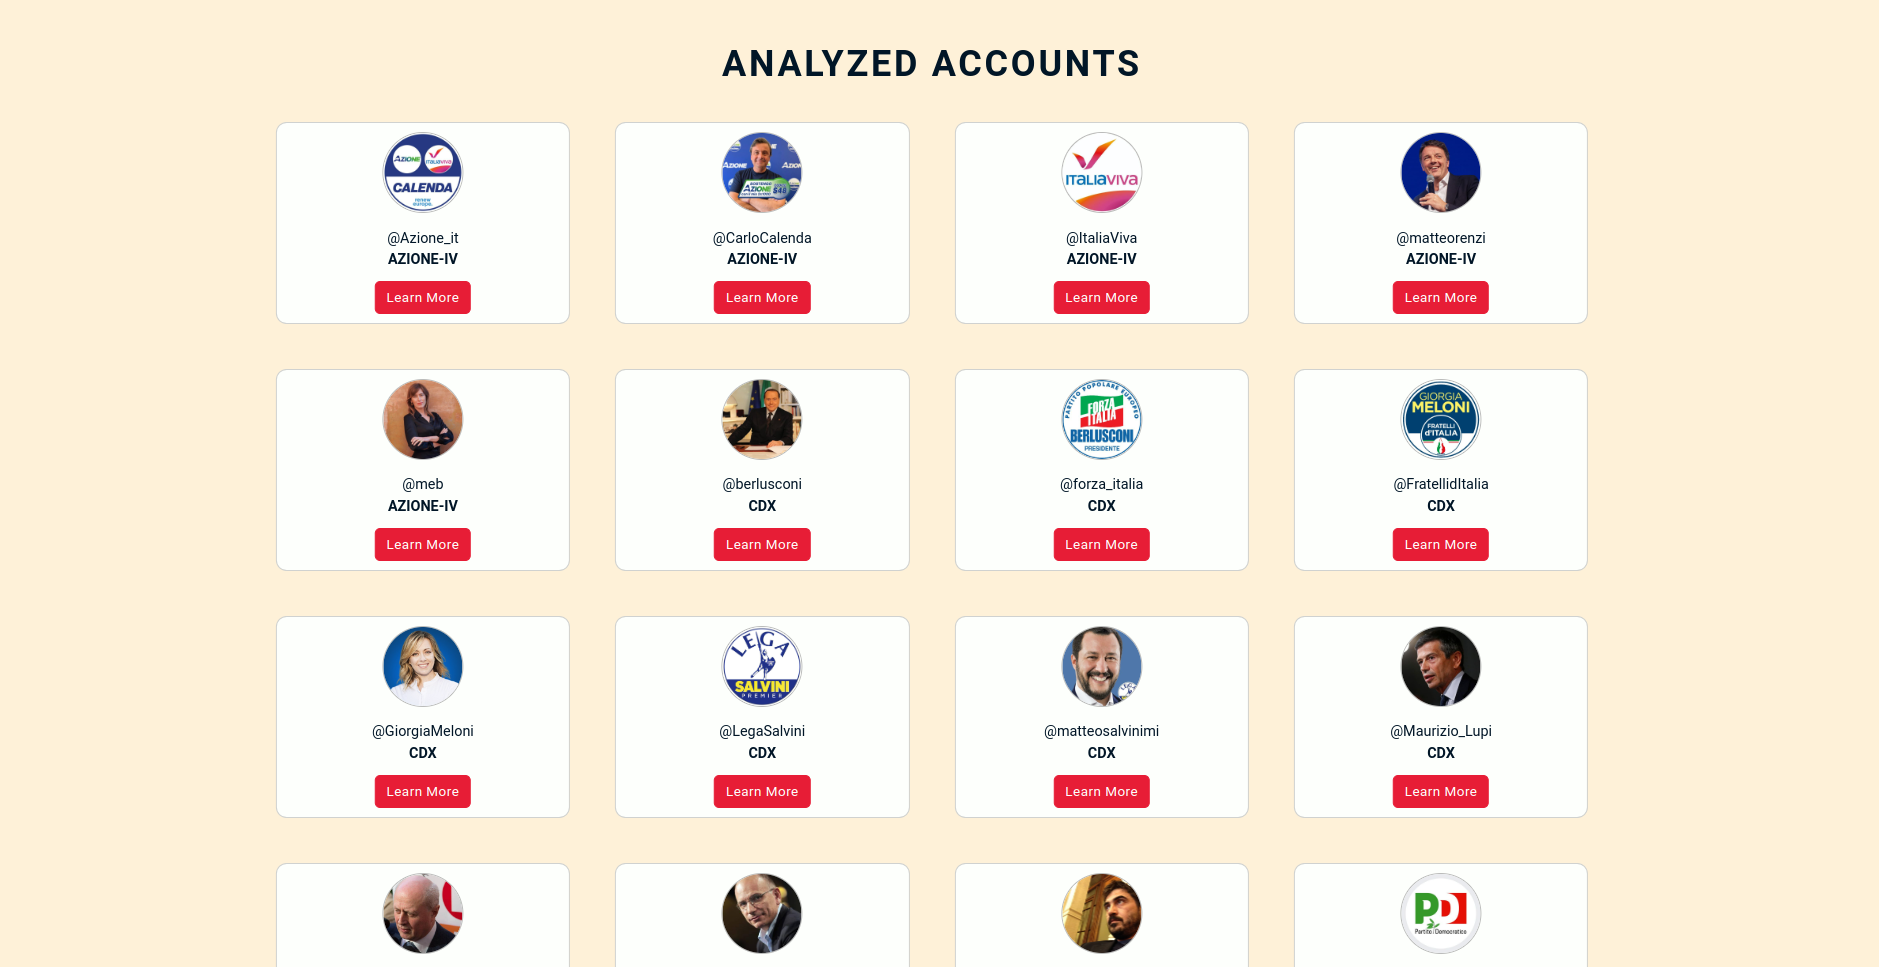 ANALYZED ACCOUNTS
AZIONE
ITALIAVIVA
CALENDA
renew
europe.
AZIONE
AZIONE
ITALIAVIVA
@Azione_it
@CarloCalenda
@ItaliaViva
@matteorenzi
AZIONE-IV
AZIONE-IV
AZIONE-IV
AZIONE-IV
Learn More
Learn More
Learn More
Learn More
PARTITO POPOLARE EUROPEO
FORZA
ITALIA
BERLUSCONI
PRESIDENTE
GIORGIA
MELONI
FRATELLI
d'ITALIA
@meb
@berlusconi
@forza_italia
@FratellidItalia
AZIONE-IV
CDX
CDX
CDX
Learn More
Learn More
Learn More
Learn More
LEGA
SALVINI
PREMIER
@GiorgiaMeloni
@LegaSalvini
@matteosalvinimi
@Maurizio_Lupi
CDX
CDX
CDX
CDX
Learn More
Learn More
Learn More
Learn More
PD
Partito Democratico